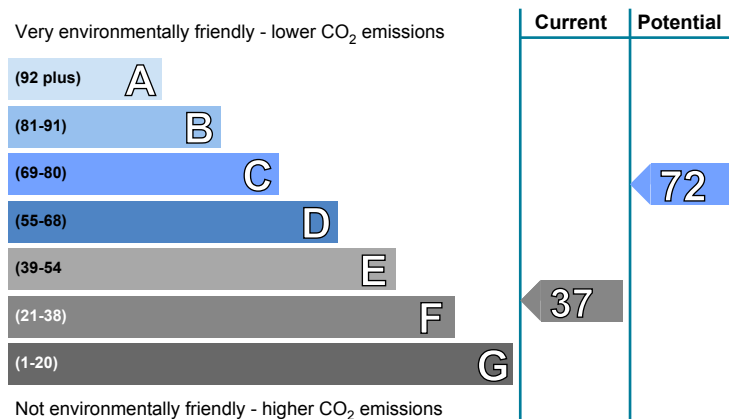 Very environmentally friendly - lower CO₂ emissions
Current
Potential
(92 plus) A
(81-91) B
(69-80) C
72
(55-68) D
(39-54 E
(21-38) F
37
(1-20) G
Not environmentally friendly - higher CO₂ emissions